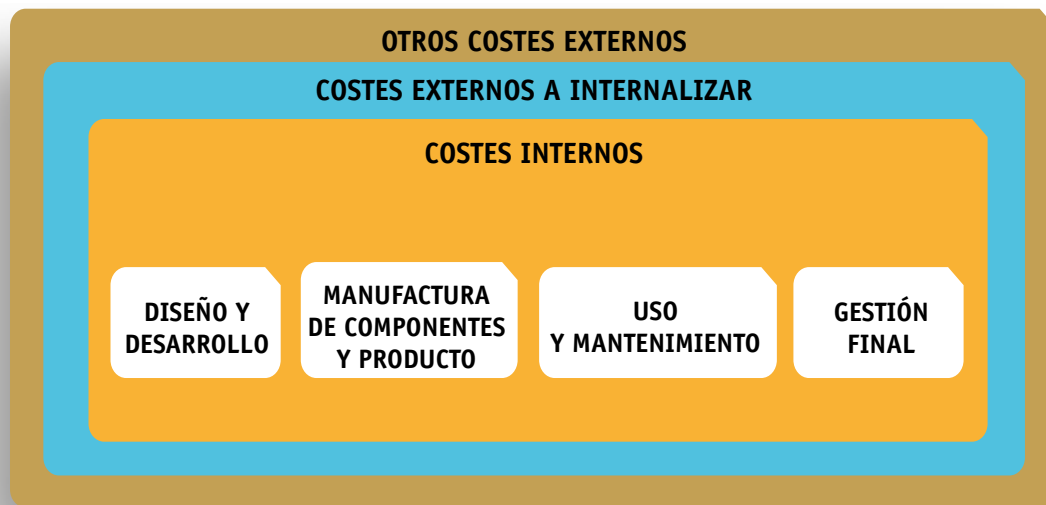 OTROS COSTES EXTERNOS
COSTES EXTERNOS A INTERNALIZAR
COSTES INTERNOS
DISEÑO Y
DESARROLLO
MANUFACTURA
DE COMPONENTES
Y PRODUCTO
USO
Y MANTENIMIENTO
GESTIÓN
FINAL